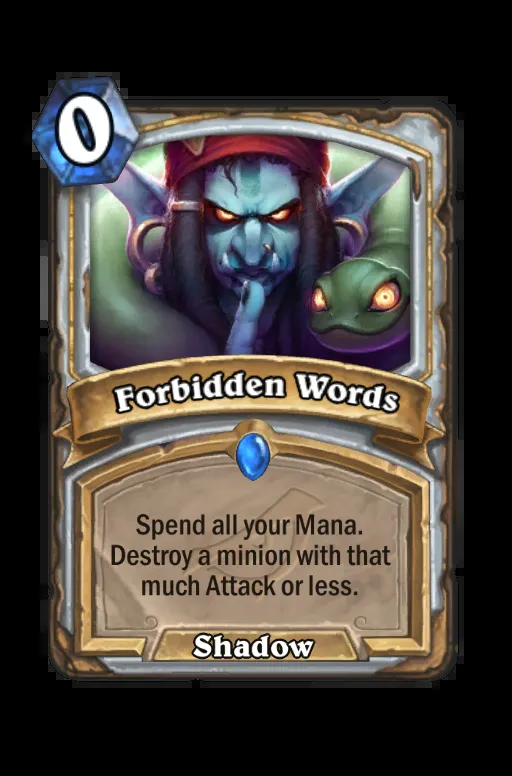 0
Forbidden Words
Spend all your Mana.
Destroy a minion with that
much Attack or less.
Shadow